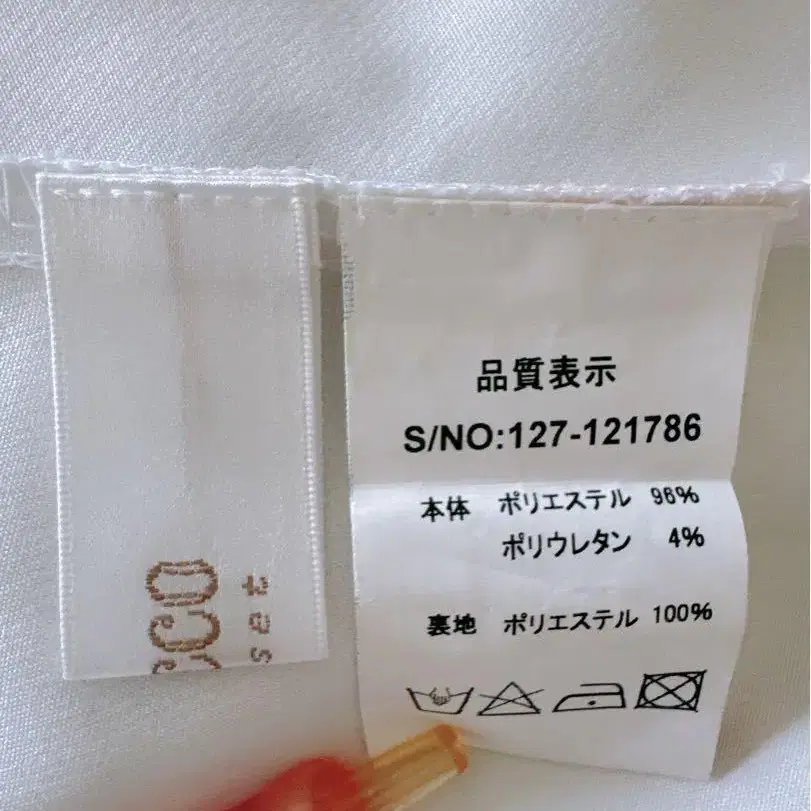 品質表示
S/NO:127-121786
本体 ポリエステル 96%
ポリウレタン 4%
裏地 ポリエステル 100%